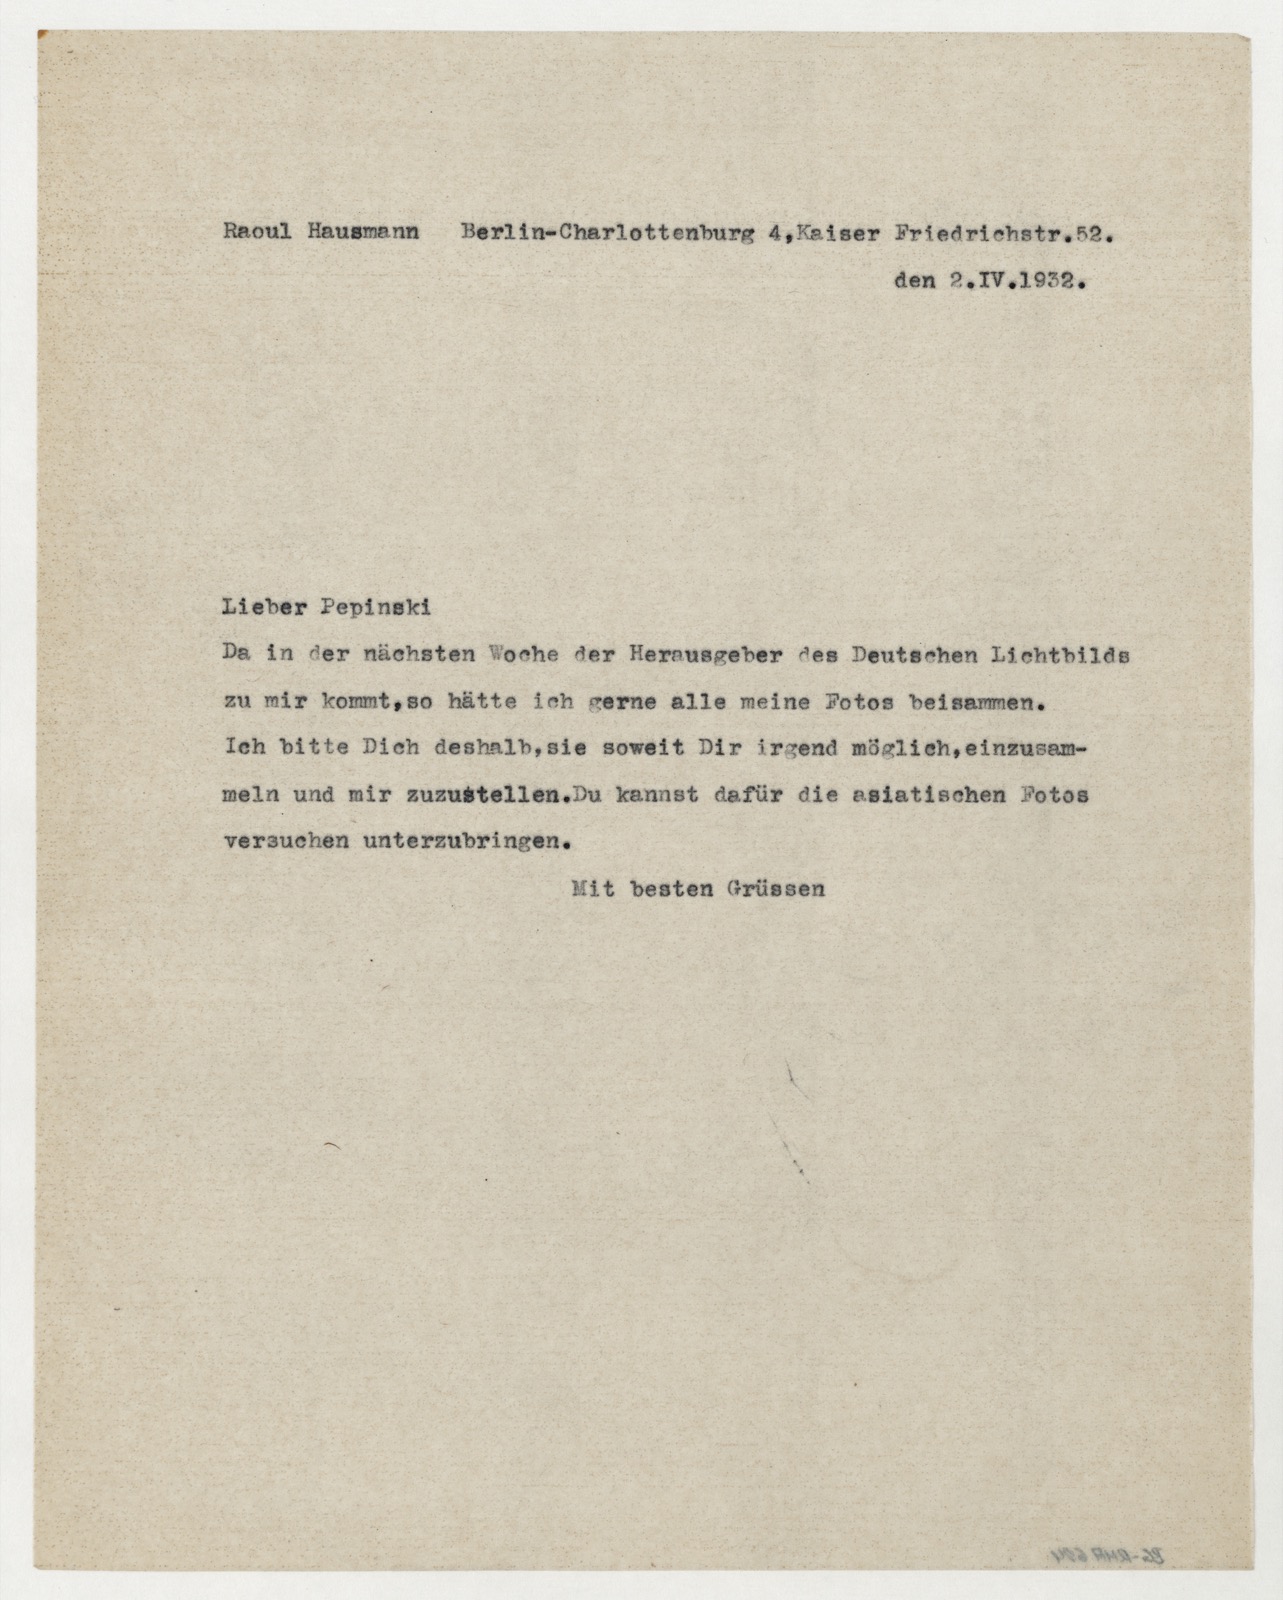 Raoul Hausmann   Berlin-Charlottenburg 4,Kaiser Friedrichstr.52.
den 2.IV.1932.
Lieber Pepinski
Da in der nächsten Woche der Herausgeber des Deutschen Lichtbilds
zu mir kommt,so hätte ich gerne alle meine Fotos beisammen.
Ich bitte Dich deshalb,sie soweit Dir irgend möglich,einzusam-
meln und mir zuzustellen.Du kannst dafür die asiatischen Fotos
versuchen unterzubringen.
Mit besten Grüssen